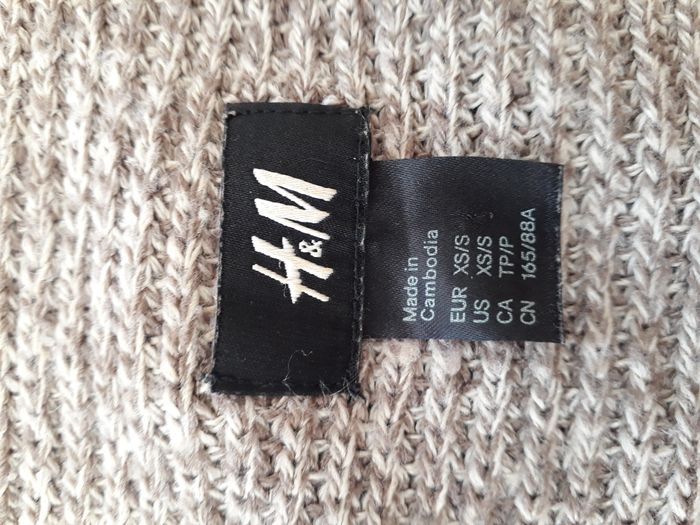 H&M
Made in
Cambodia
EUR XS/S
US XS/S
CA TP/P
CN 165/88A